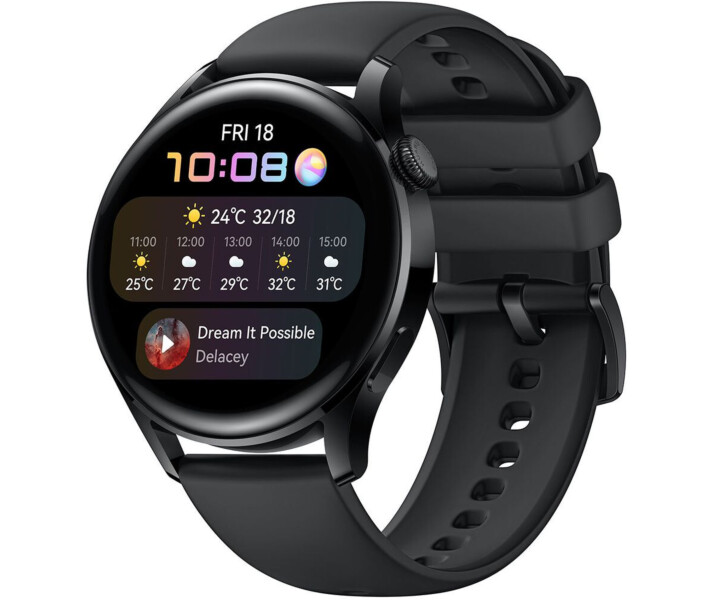 FRI 18
10:08
24°C 32/18
11:00 12:00 13:00 14:00 15:00
25°C 27°C 29°C 32°C 31°C
Dream It Possible
Delacey